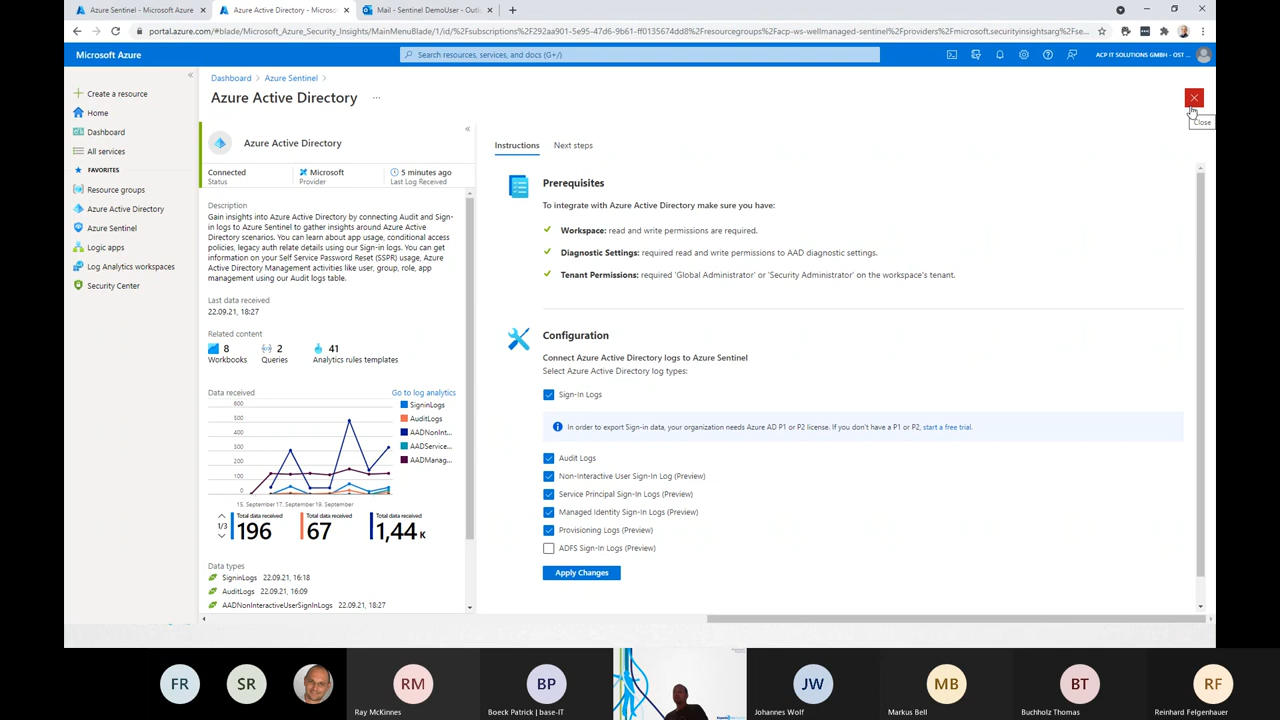 Azure Sentinel - Microsoft Azure
Azure Active Directory - Microso
Mail - Sentinel DemoUser - Outlo
portal.azure.com/#blade/Microsoft_Azure_Security_Insights/MainMenuBlade/1/id/%2Fsubscriptions%2F292aa901-5e95-47d6-9b61-ff0135674dd8%2Fresourcegroups%2Facp-ws-wellmanaged-sentinel%2Fproviders%2Fmicrosoft.securityinsightsarg%2Fse...
Microsoft Azure
Search resources, services, and docs (G+/)
ACP IT SOLUTIONS GMBH - OST ...
Create a resource
Home
Dashboard
All services
FAVORITES
Resource groups
Azure Active Directory
Azure Sentinel
Logic apps
Log Analytics workspaces
Security Center
Dashboard > Azure Sentinel >
Azure Active Directory ...
Close
Azure Active Directory
Connected
Status
Microsoft
Provider
5 minutes ago
Last Log Received
Description
Gain insights into Azure Active Directory by connecting Audit and Sign-
in logs to Azure Sentinel to gather insights around Azure Active
Directory scenarios. You can learn about app usage, conditional access
policies, legacy auth relate details using our Sign-in logs. You can get
information on your Self Service Password Reset (SSPR) usage, Azure
Active Directory Management activities like user, group, role, app
management using our Audit logs table.
Last data received
22.09.21, 18:27
Related content
8
Workbooks
2
Queries
41
Analytics rules templates
Data received
Go to log analytics
600
500
400
300
200
100
0
15. September
17. September
19. September
SigninLogs
AuditLogs
AADNonInt...
AADService...
AADManag...
1/3
Total data received
196
Total data received
67
Total data received
1,44 K
Data types
SigninLogs 22.09.21, 16:18
AuditLogs 22.09.21, 16:09
AADNonInteractiveUserSignInLogs 22.09.21, 18:27
Instructions
Next steps
Prerequisites
To integrate with Azure Active Directory make sure you have:
Workspace: read and write permissions are required.
Diagnostic Settings: required read and write permissions to AAD diagnostic settings.
Tenant Permissions: required 'Global Administrator' or 'Security Administrator' on the workspace's tenant.
Configuration
Connect Azure Active Directory logs to Azure Sentinel
Select Azure Active Directory log types:
Sign-In Logs
In order to export Sign-in data, your organization needs Azure AD P1 or P2 license. If you don't have a P1 or P2, start a free trial.
Audit Logs
Non-Interactive User Sign-In Log (Preview)
Service Principal Sign-In Logs (Preview)
Managed Identity Sign-In Logs (Preview)
Provisioning Logs (Preview)
ADFS Sign-In Logs (Preview)
Apply Changes
FR
SR
RM
Ray McKinnes
BP
Boeck Patrick | base-IT
JW
Johannes Wolf
MB
Markus Bell
BT
Buchholz Thomas
RF
Reinhard Felgenhauer